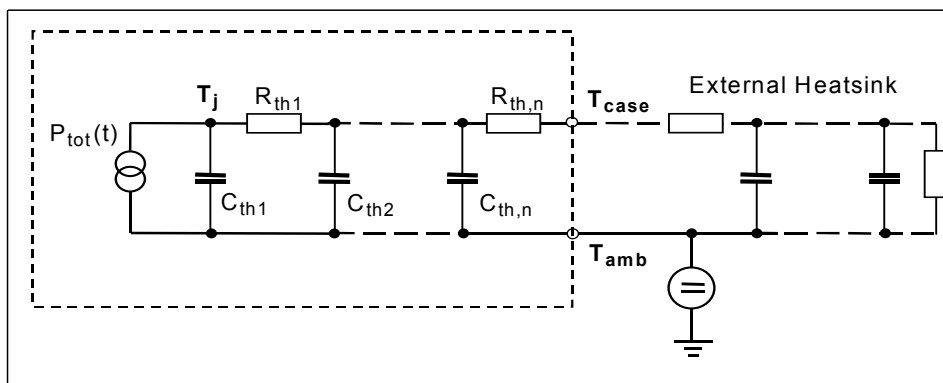 External Heatsink
T_j
R_th1
R_th,n
T_case
P_tot(t)
C_th1
C_th2
C_th,n
T_amb